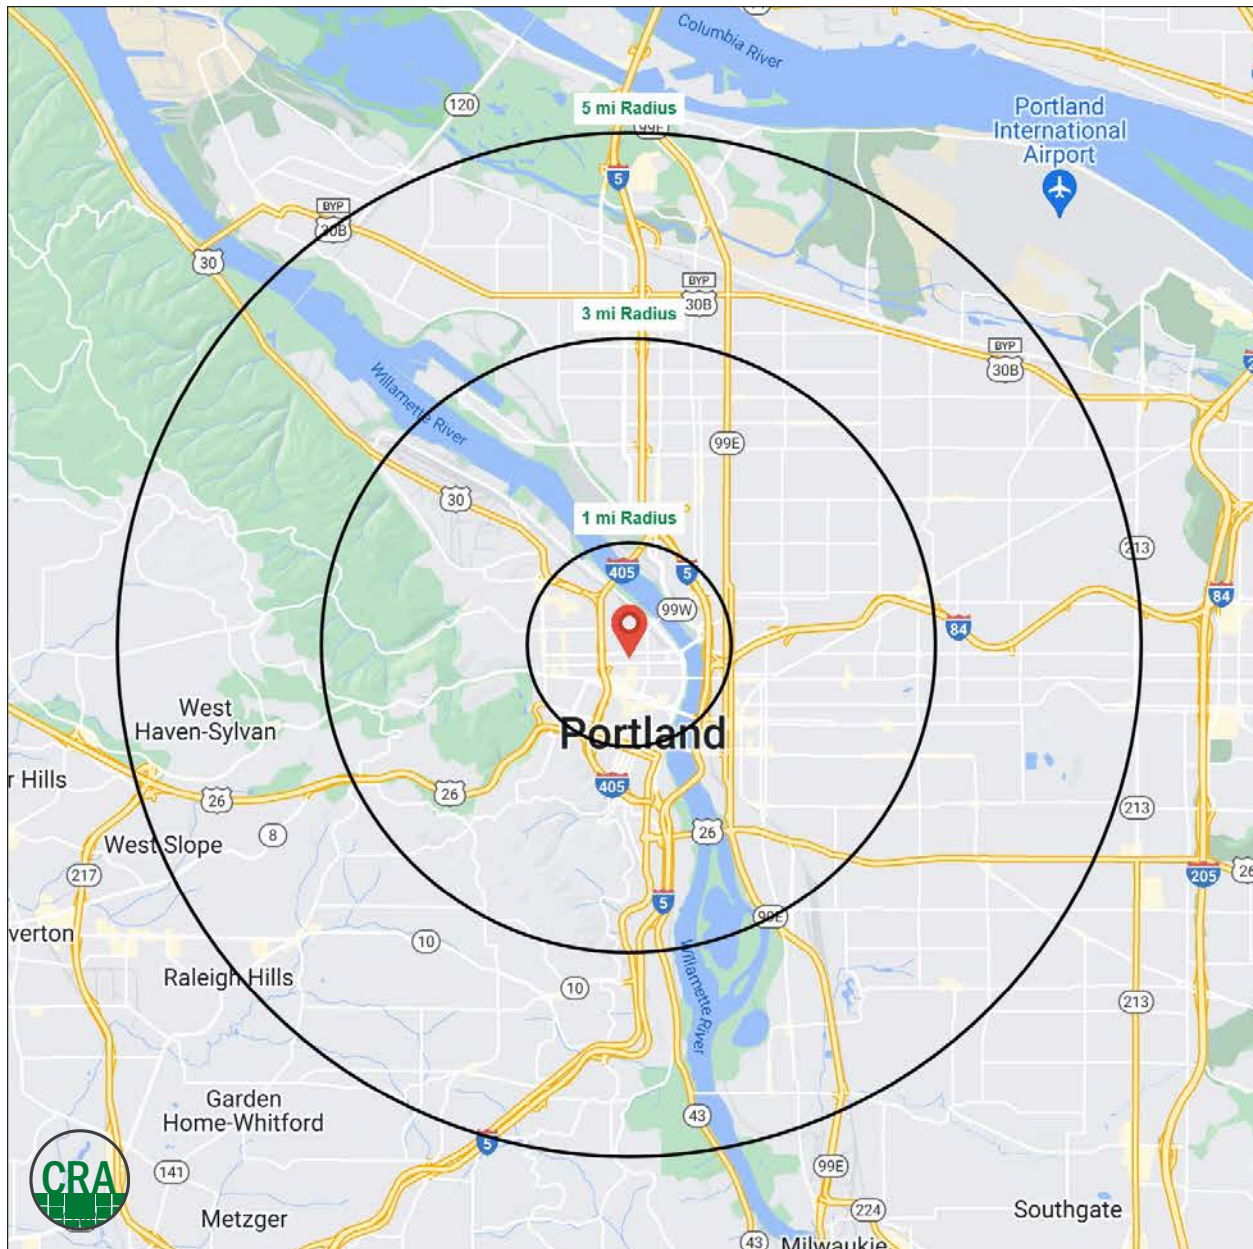 Columbia River
120
5 mi Radius
99E
Portland
International
Airport
5
BYP
30B
30
BYP
30B
3 mi Radius
BYP
30B
Willamette River
99E
30
1 mi Radius
213
405
5
99W
84
84
West
Haven-Sylvan
Portland
r Hills
26
26
405
213
8
West Slope
26
217
205
26
5
99E
verton
10
Raleigh Hills
10
Willamette River
213
Garden
Home-Whitford
43
5
CRA
141
99E
Metzger
224
Southgate
43
Milwaukie